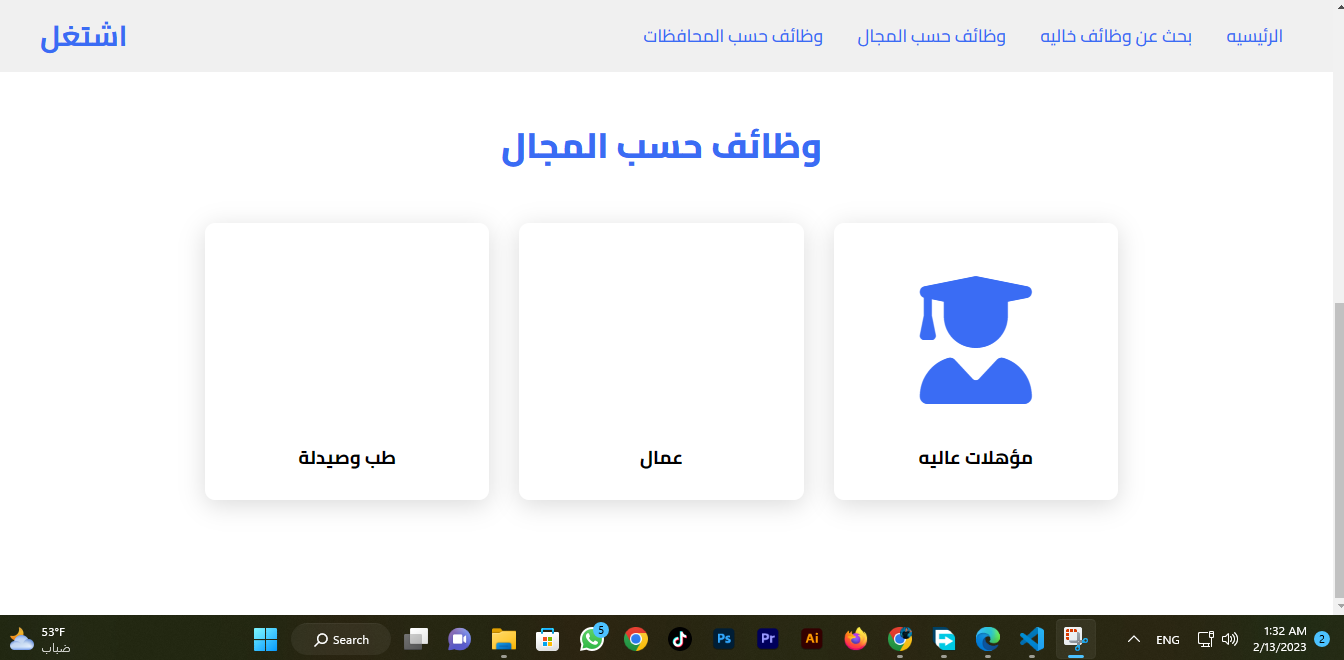 الرئيسيه
بحث عن وظائف خاليه
وظائف حسب المجال
وظائف حسب المحافظات
اشتغل
وظائف حسب المجال
مؤهلات عاليه
عمال
طب وصيدلة
53°F
ضباب
Search
5
Ps
Pr
Ai
ENG
1:32 AM
2/13/2023
2